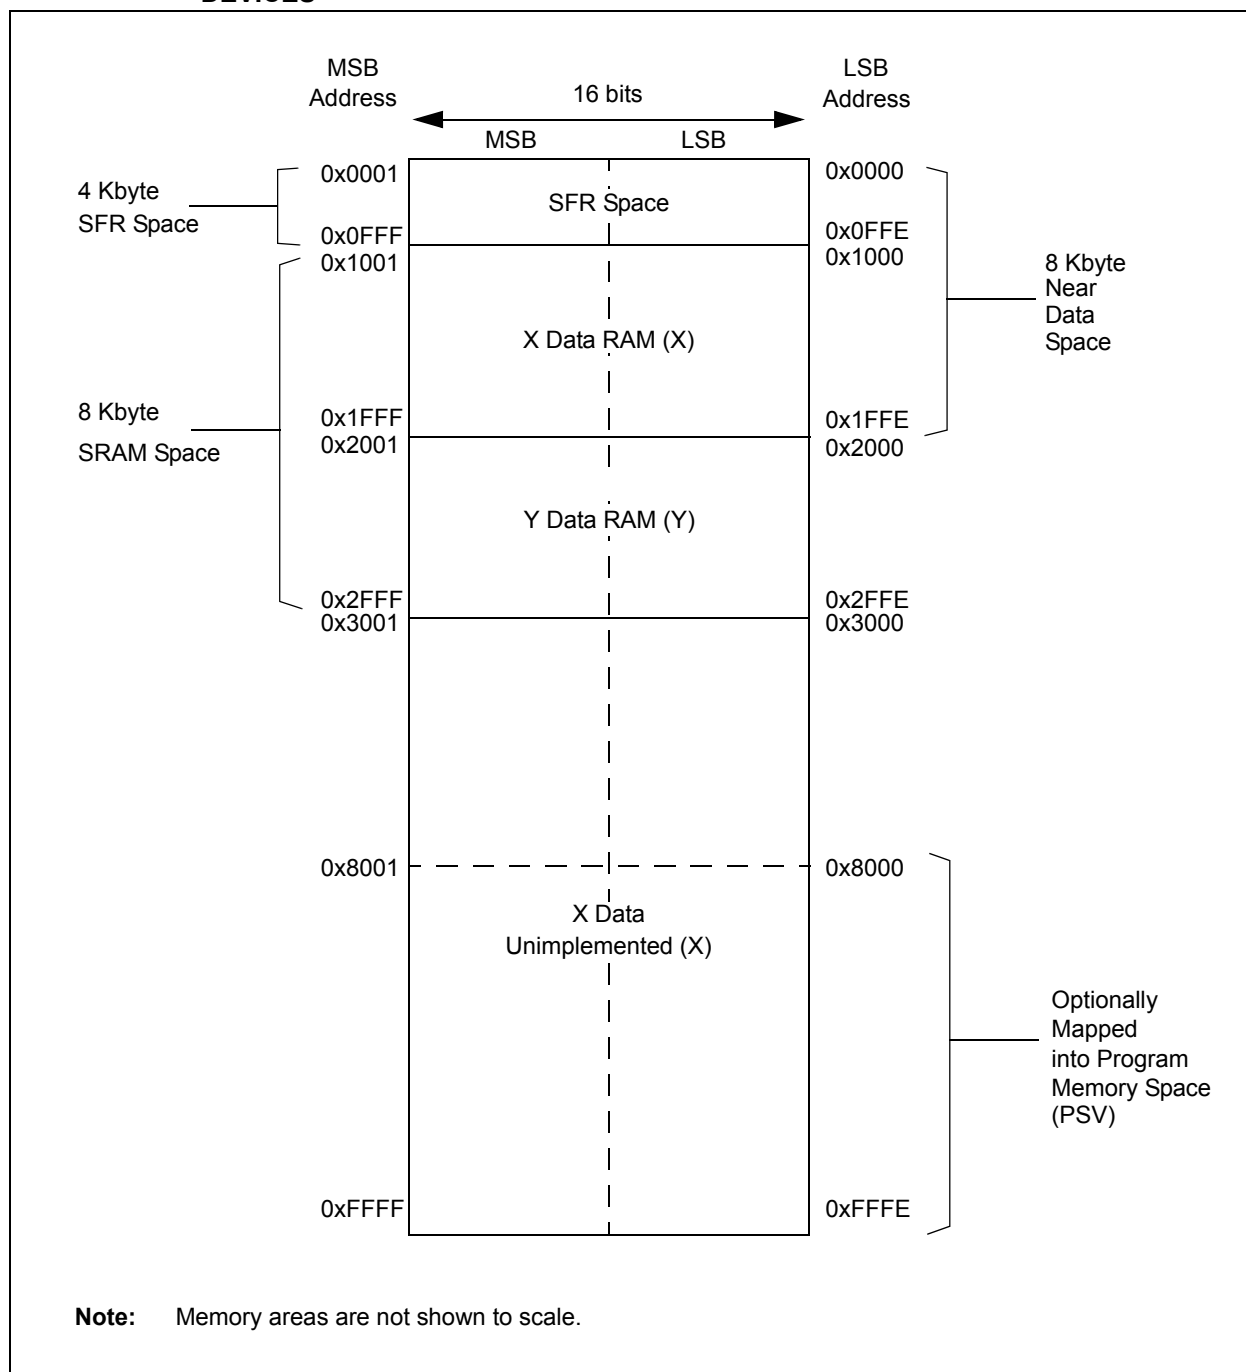 DEVICES
MSB
Address
LSB
Address
16 bits
MSB
LSB
0x0001
0x0000
4 Kbyte
SFR Space
SFR Space
0x0FFF
0x0FFE
0x1001
0x1000
8 Kbyte
Near
Data
Space
X Data RAM (X)
8 Kbyte
SRAM Space
0x1FFF
0x1FFE
0x2001
0x2000
Y Data RAM (Y)
0x2FFF
0x2FFE
0x3001
0x3000
0x8001
0x8000
X Data
Unimplemented (X)
Optionally
Mapped
into Program
Memory Space
(PSV)
0xFFFF
0xFFFE
Note: Memory areas are not shown to scale.